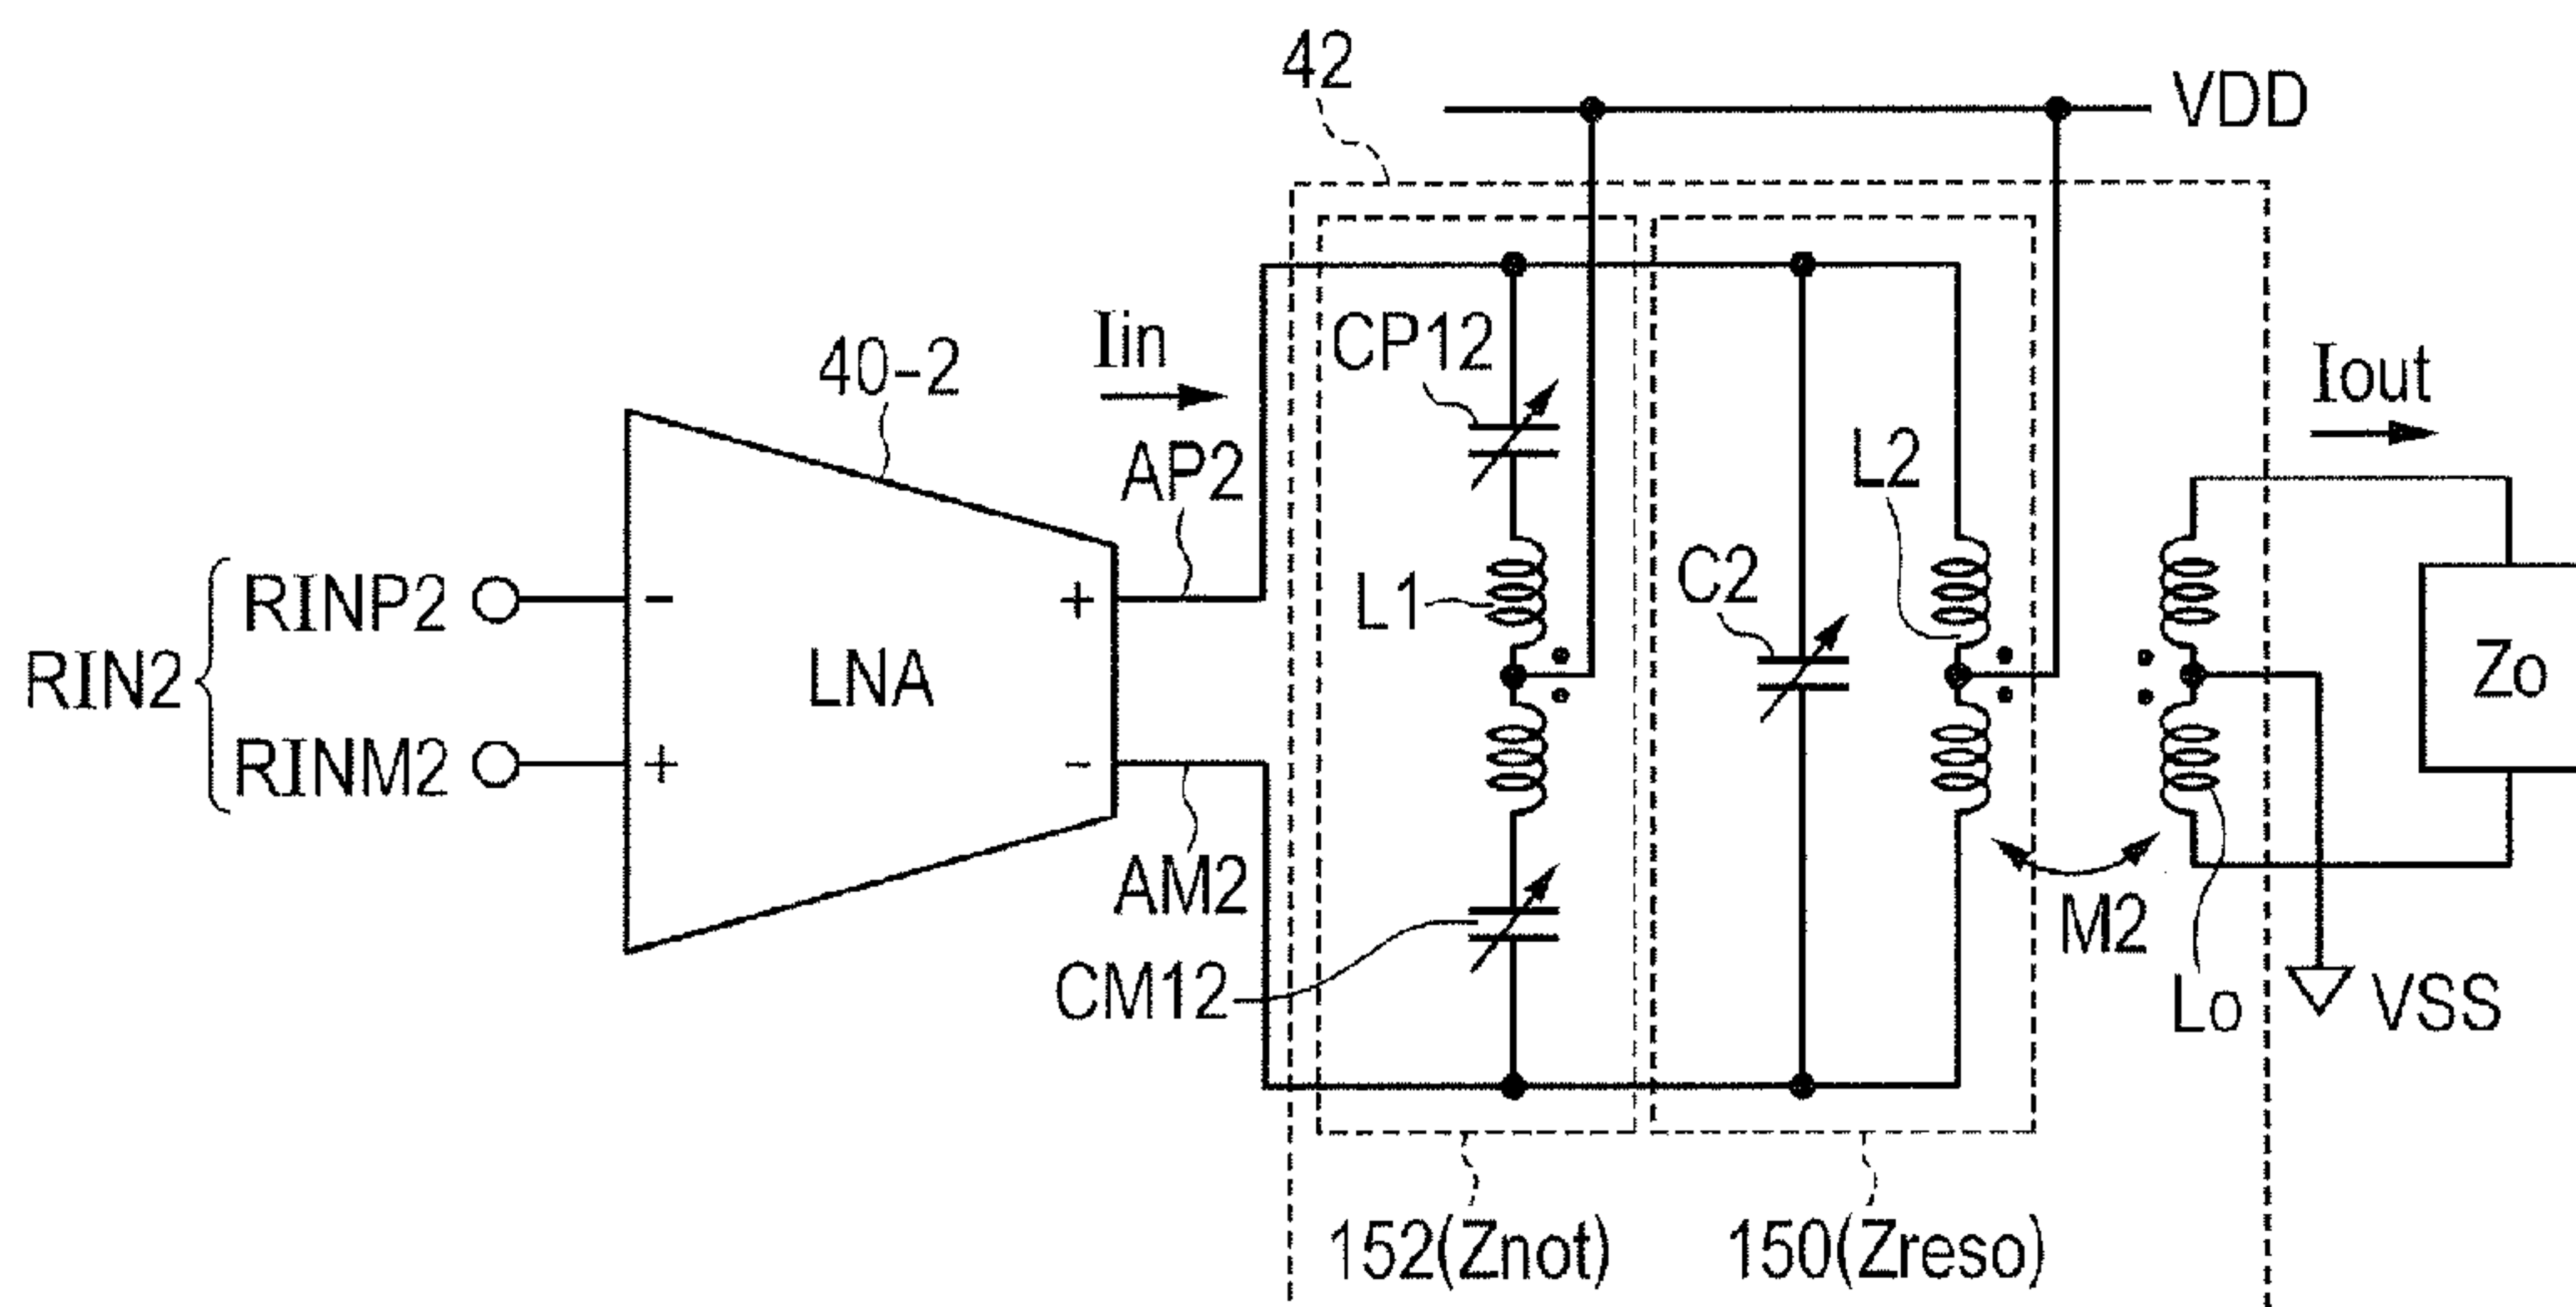 42
VDD
Iin
CP12
Iout
40-2
AP2
L2
RINP2
-
+
L1
C2
RIN2
LNA
Zo
RINM2
+
-
AM2
M2
CM12
Lo
VSS
152(Znot)
150(Zreso)